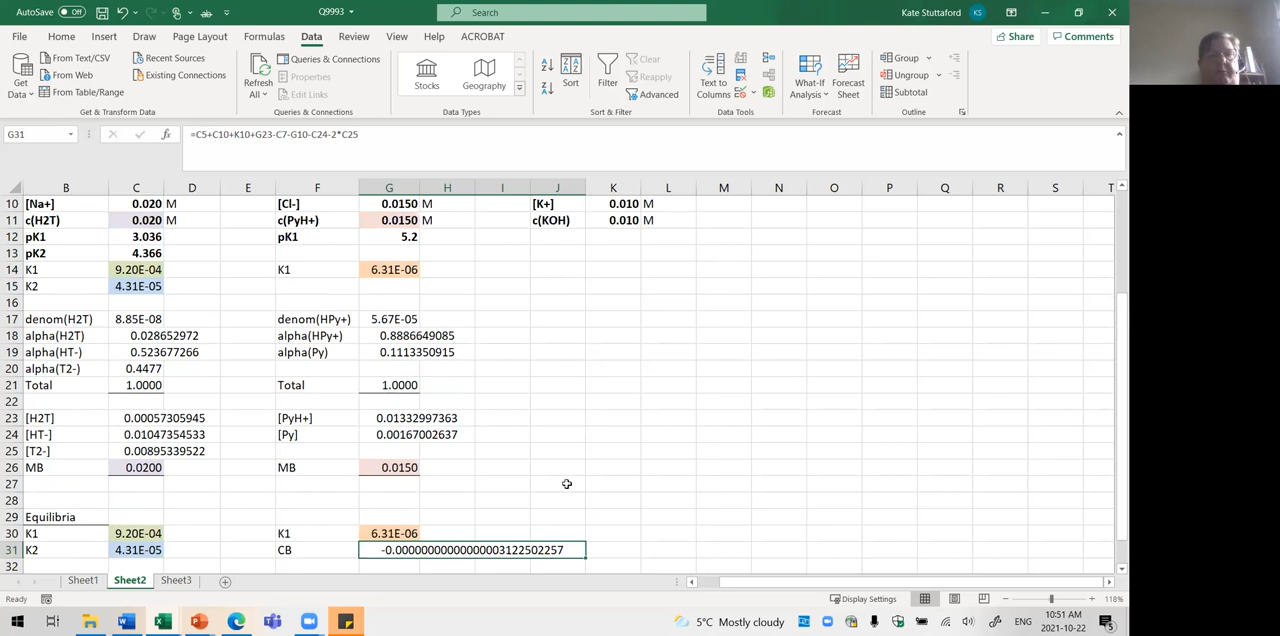 AutoSave Off Q9993 Search Kate Stuttaford KS
File Home Insert Draw Page Layout Formulas Data Review View Help ACROBAT Share Comments
Get Data From Text/CSV From Web From Table/Range Recent Sources Existing Connections
Refresh All Queries & Connections Properties Edit Links
Stocks Geography
Sort Filter Clear Reapply Advanced
Text to Columns
What-If Analysis Forecast Sheet
Group Ungroup Subtotal
Get & Transform Data Queries & Connections Data Types Sort & Filter Data Tools Forecast Outline
G31 fx =C5+C10+K10+G23-C7-G10-C24-2*C25
B C D E F G H I J K L M N O P Q R S T
10 [Na+] 0.020 M [Cl-] 0.0150 M [K+] 0.010 M
11 c(H2T) 0.020 M c(PyH+) 0.0150 M c(KOH) 0.010 M
12 pK1 3.036 pK1 5.2
13 pK2 4.366
14 K1 9.20E-04 K1 6.31E-06
15 K2 4.31E-05
16
17 denom(H2T) 8.85E-08 denom(HPy+) 5.67E-05
18 alpha(H2T) 0.028652972 alpha(HPy+) 0.8886649085
19 alpha(HT-) 0.523677266 alpha(Py) 0.1113350915
20 alpha(T2-) 0.4477
21 Total 1.0000 Total 1.0000
22
23 [H2T] 0.00057305945 [PyH+] 0.01332997363
24 [HT-] 0.01047354533 [Py] 0.00167002637
25 [T2-] 0.00895339522
26 MB 0.0200 MB 0.0150
27
28
29 Equilibria
30 K1 9.20E-04 K1 6.31E-06
31 K2 4.31E-05 CB
32
Sheet1 Sheet2 Sheet3
Ready Display Settings 118%
5°C Mostly cloudy ENG 10:51 AM
2021-10-22 5